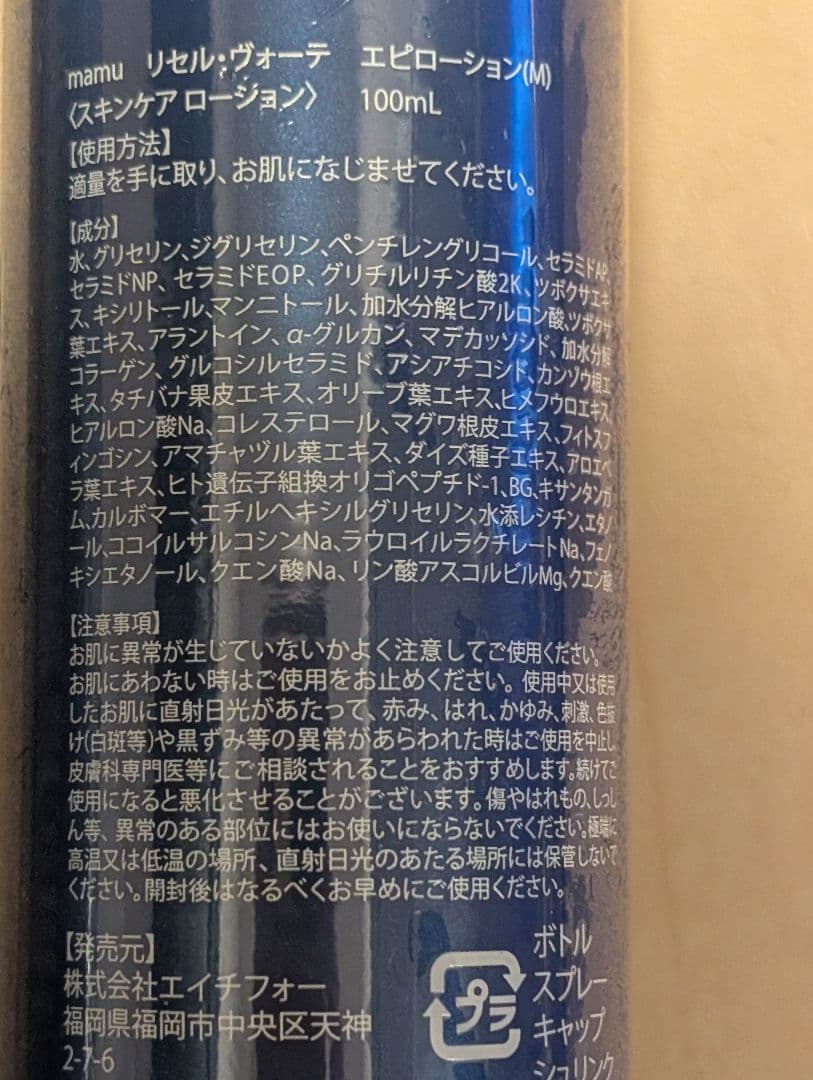 mamu リセル・ヴォーテ エピローション(M)
〈スキンケア ローション〉 100mL
【使用方法】
適量を手に取り、お肌になじませてください。
【成分】
水、グリセリン、ジグリセリン、ペンチレングリコール、セラミドAP、
セラミドNP、セラミドEOP、グリチルリチン酸2K、ツボクサエキ
ス、キシリトール、マンニトール、加水分解ヒアルロン酸、ツボクサ
葉エキス、アラントイン、α-グルカン、マデカッソシド、加水分解
コラーゲン、グルコシルセラミド、アシアチコシド、カンゾウ根エ
キス、タチバナ果皮エキス、オリーブ葉エキス、ヒメフウロエキス、
ヒアルロン酸Na、コレステロール、マグワ根皮エキス、フィトスフ
ィンゴシン、アマチャヅル葉エキス、ダイズ種子エキス、アロエベ
ラ葉エキス、ヒト遺伝子組換オリゴペプチド-1、BG、キサンタンガ
ム、カルボマー、エチルヘキシルグリセリン、水添レシチン、エタノ
ール、ココイルサルコシンNa、ラウロイルラクチレートNa、フェノ
キシエタノール、クエン酸Na、リン酸アスコルビルMg、クエン酸
【注意事項】
お肌に異常が生じていないかよく注意してご使用ください。
お肌にあわない時はご使用をお止めください。使用中又は使用
したお肌に直射日光があたって、赤み、はれ、かゆみ、刺激、色抜
け(白斑等)や黒ずみ等の異常があらわれた時はご使用を中止し、
皮膚科専門医等にご相談されることをおすすめします。続けてご
使用になると悪化させることがございます。傷やはれもの、しっし
ん等、異常のある部位にはお使いにならないでください。極端に
高温又は低温の場所、直射日光のあたる場所には保管しないで
ください。開封後はなるべくお早めにご使用ください。
【発売元】
株式会社エイチフォー
福岡県福岡市中央区天神
2-7-6
プラ
ボトル
スプレー
キャップ
シュリンク